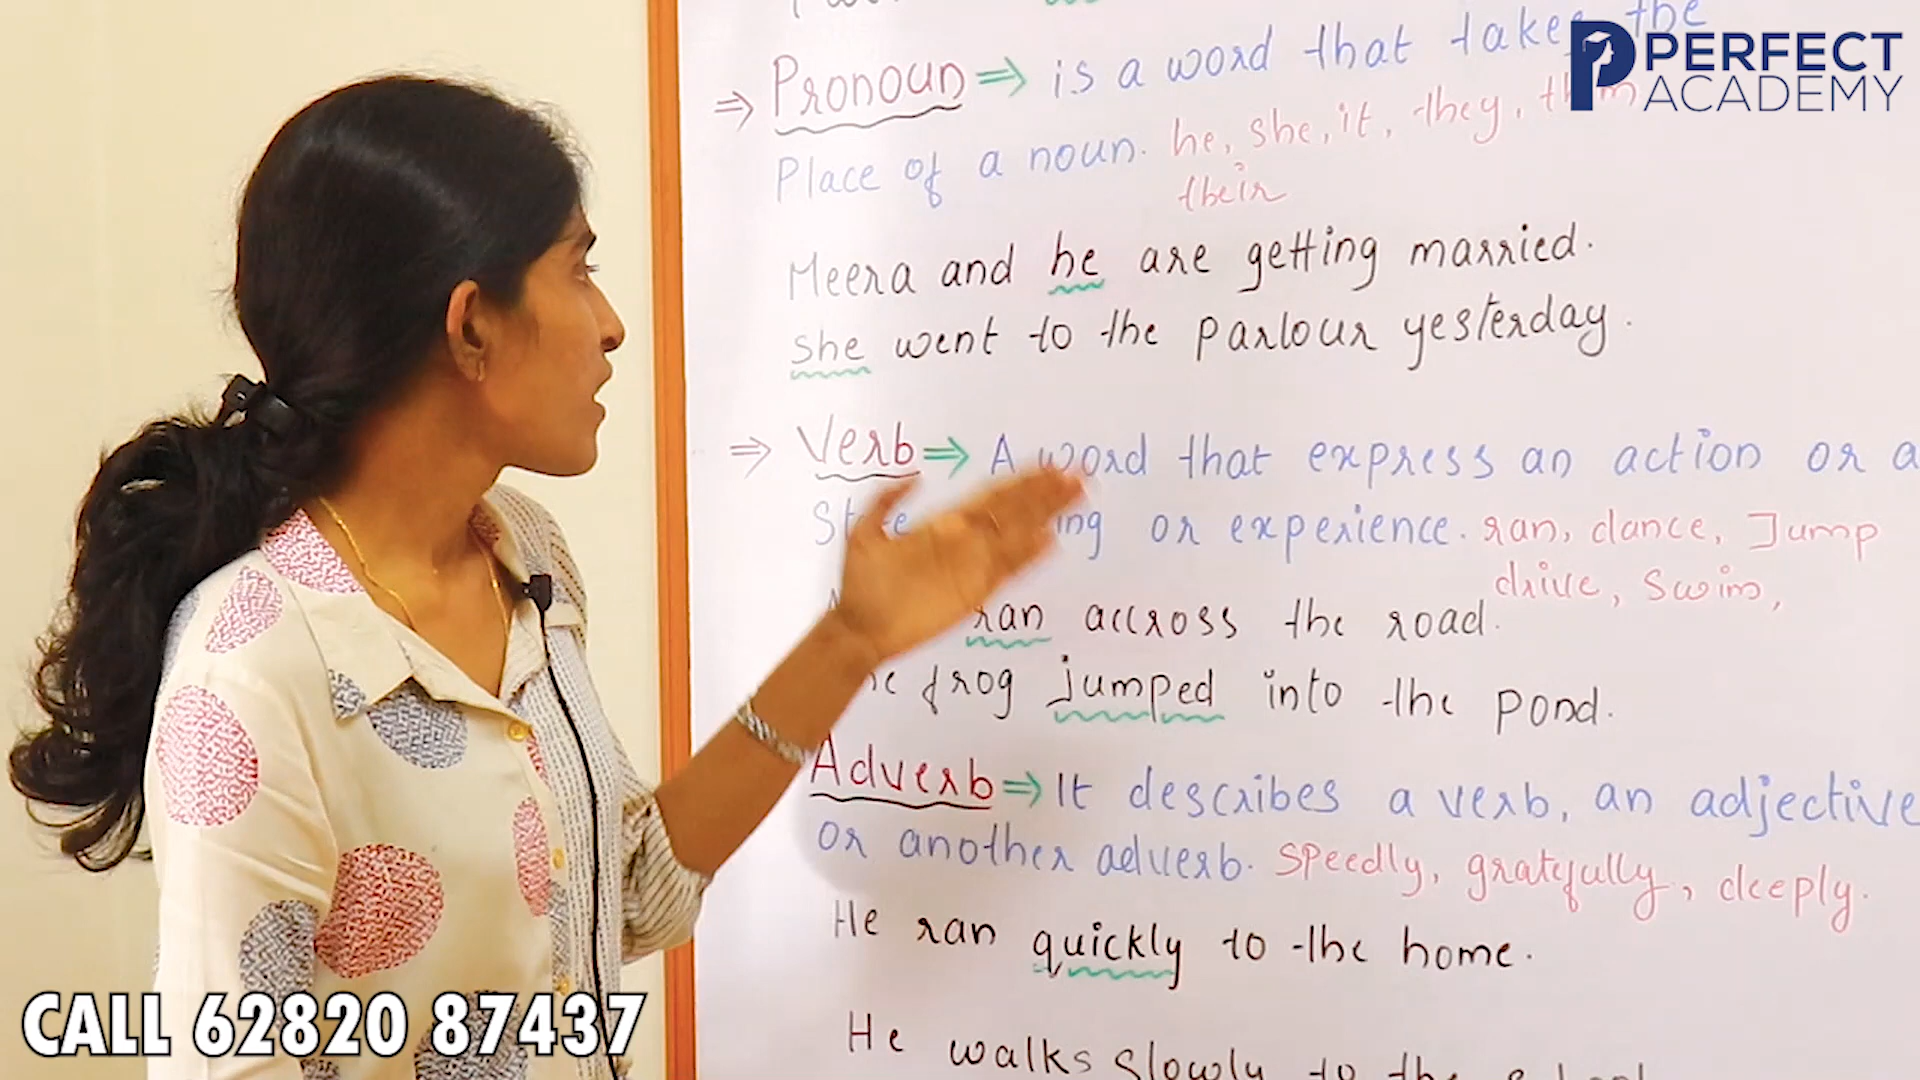 PERFECT
ACADEMY
⇒ Pronoun ⇒ is a word that takes the
Place of a noun. he, she, it, they, them
their
Meera and he are getting married.
she went to the Parlour yesterday.
⇒ Verb ⇒ A word that express an action or a
or experience. ran, dance, Jump
drive, swim,
ran accross the road.
frog jumped into the pond.
Adverb ⇒ It describes a verb, an adjective
or another adverb. speedly, gratefully, deeply.
He ran quickly to the home.
He walks slowly to the
CALL 62820 87437